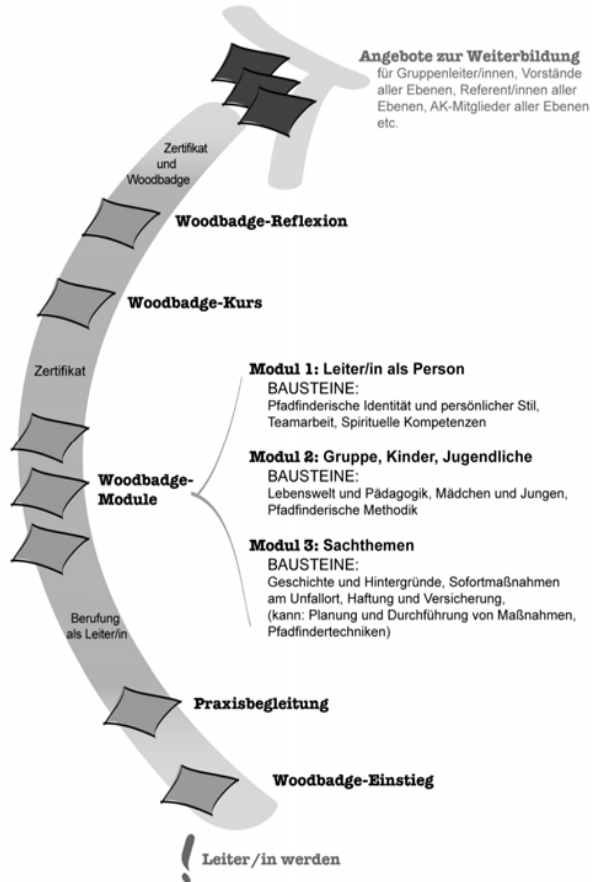 Angebote zur Weiterbildung
für Gruppenleiter/innen, Vorstände
aller Ebenen, Referent/innen aller
Ebenen, AK-Mitglieder aller Ebenen
etc.
Zertifikat
und
Woodbadge
Woodbadge-Reflexion
Woodbadge-Kurs
Zertifikat
Modul 1: Leiter/in als Person
BAUSTEINE:
Pfadfinderische Identität und persönlicher Stil,
Teamarbeit, Spirituelle Kompetenzen
Woodbadge-
Module
Modul 2: Gruppe, Kinder, Jugendliche
BAUSTEINE:
Lebenswelt und Pädagogik, Mädchen und Jungen,
Pfadfinderische Methodik
Modul 3: Sachthemen
BAUSTEINE:
Geschichte und Hintergründe, Sofortmaßnahmen
am Unfallort, Haftung und Versicherung,
(kann: Planung und Durchführung von Maßnahmen,
Pfadfindertechniken)
Berufung
als Leiter/in
Praxisbegleitung
Woodbadge-Einstieg
! Leiter/in werden